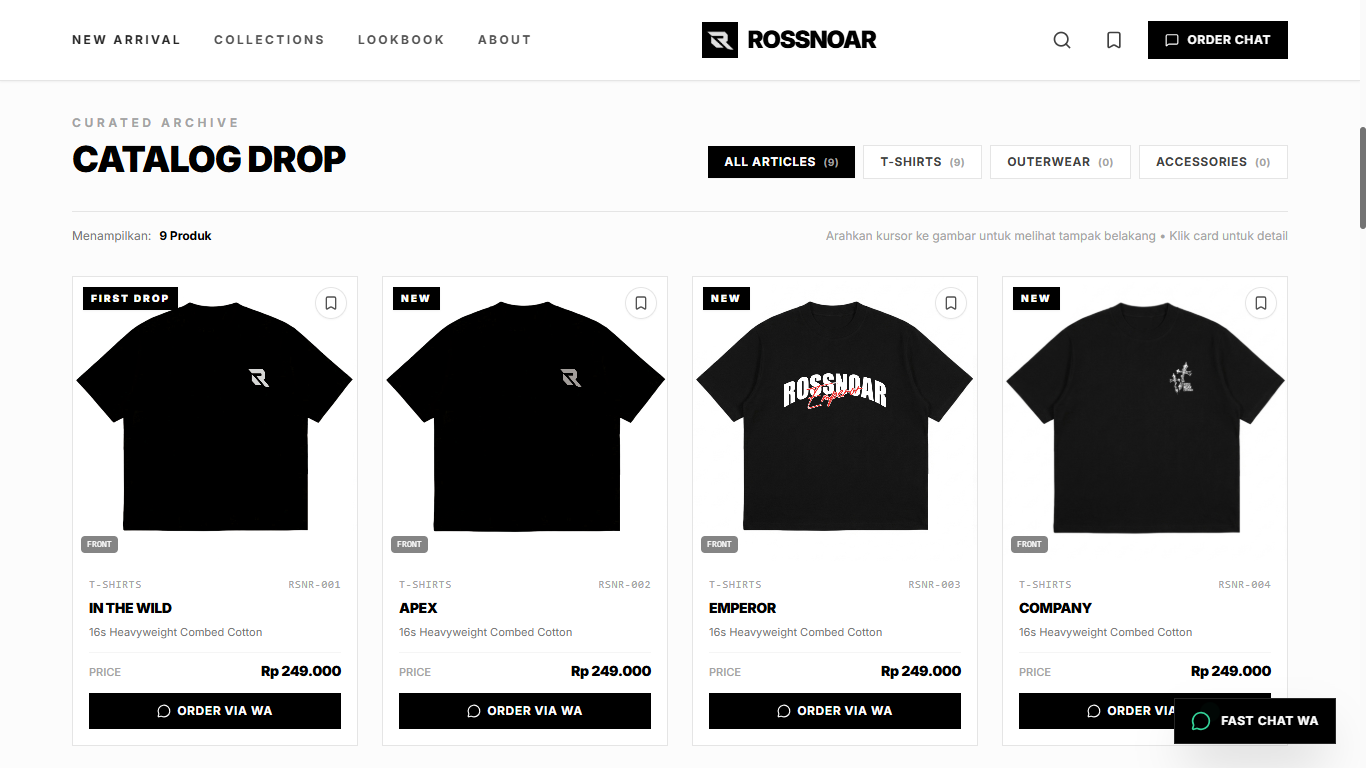 NEW ARRIVAL COLLECTIONS LOOKBOOK ABOUT ROSSNOAR ORDER CHAT
CURATED ARCHIVE
CATALOG DROP
ALL ARTICLES (9) T-SHIRTS (9) OUTERWEAR (0) ACCESSORIES (0)
Menampilkan: 9 Produk
Arahkan kursor ke gambar untuk melihat tampak belakang • Klik card untuk detail
FIRST DROP
FRONT
T-SHIRTS RSNR-001
IN THE WILD
16s Heavyweight Combed Cotton
PRICE Rp 249.000
ORDER VIA WA
NEW
FRONT
T-SHIRTS RSNR-002
APEX
16s Heavyweight Combed Cotton
PRICE Rp 249.000
ORDER VIA WA
NEW
ROSSNOAR
Emperor
FRONT
T-SHIRTS RSNR-003
EMPEROR
16s Heavyweight Combed Cotton
PRICE Rp 249.000
ORDER VIA WA
NEW
FRONT
T-SHIRTS RSNR-004
COMPANY
16s Heavyweight Combed Cotton
PRICE Rp 249.000
ORDER VIA
FAST CHAT WA